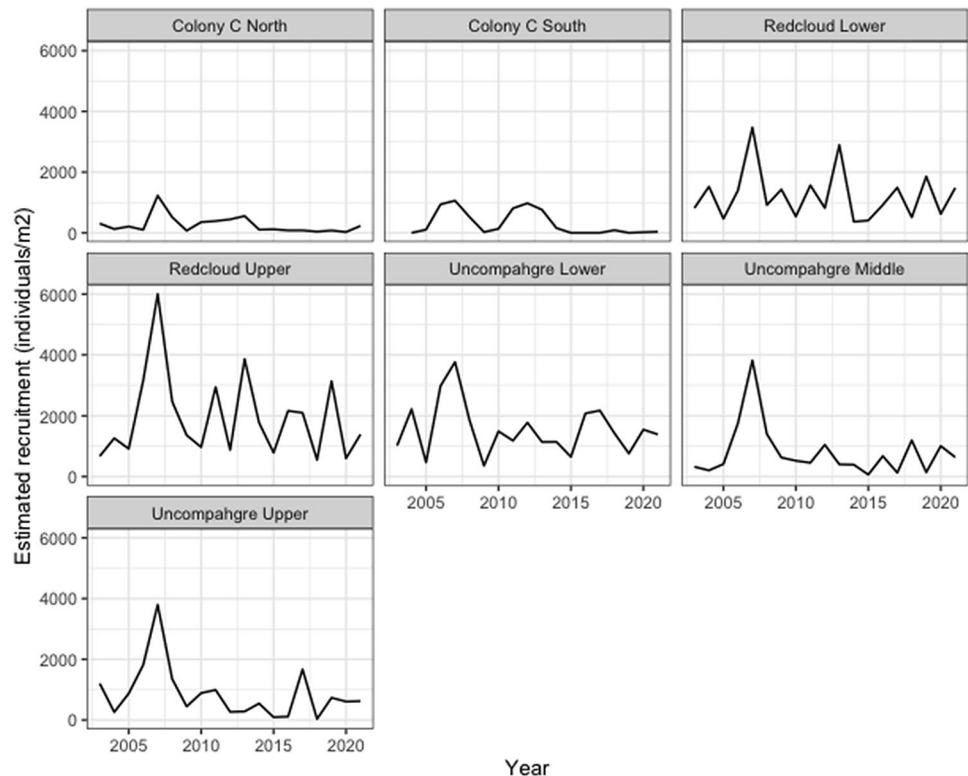 Colony C North
Colony C South
Redcloud Lower
6000
4000
2000
0
Redcloud Upper
Uncompahgre Lower
Uncompahgre Middle
6000
4000
2000
0
2005 2010 2015 2020
2005 2010 2015 2020
Uncompahgre Upper
6000
4000
2000
0
2005 2010 2015 2020
Estimated recruitment (individuals/m2)
Year